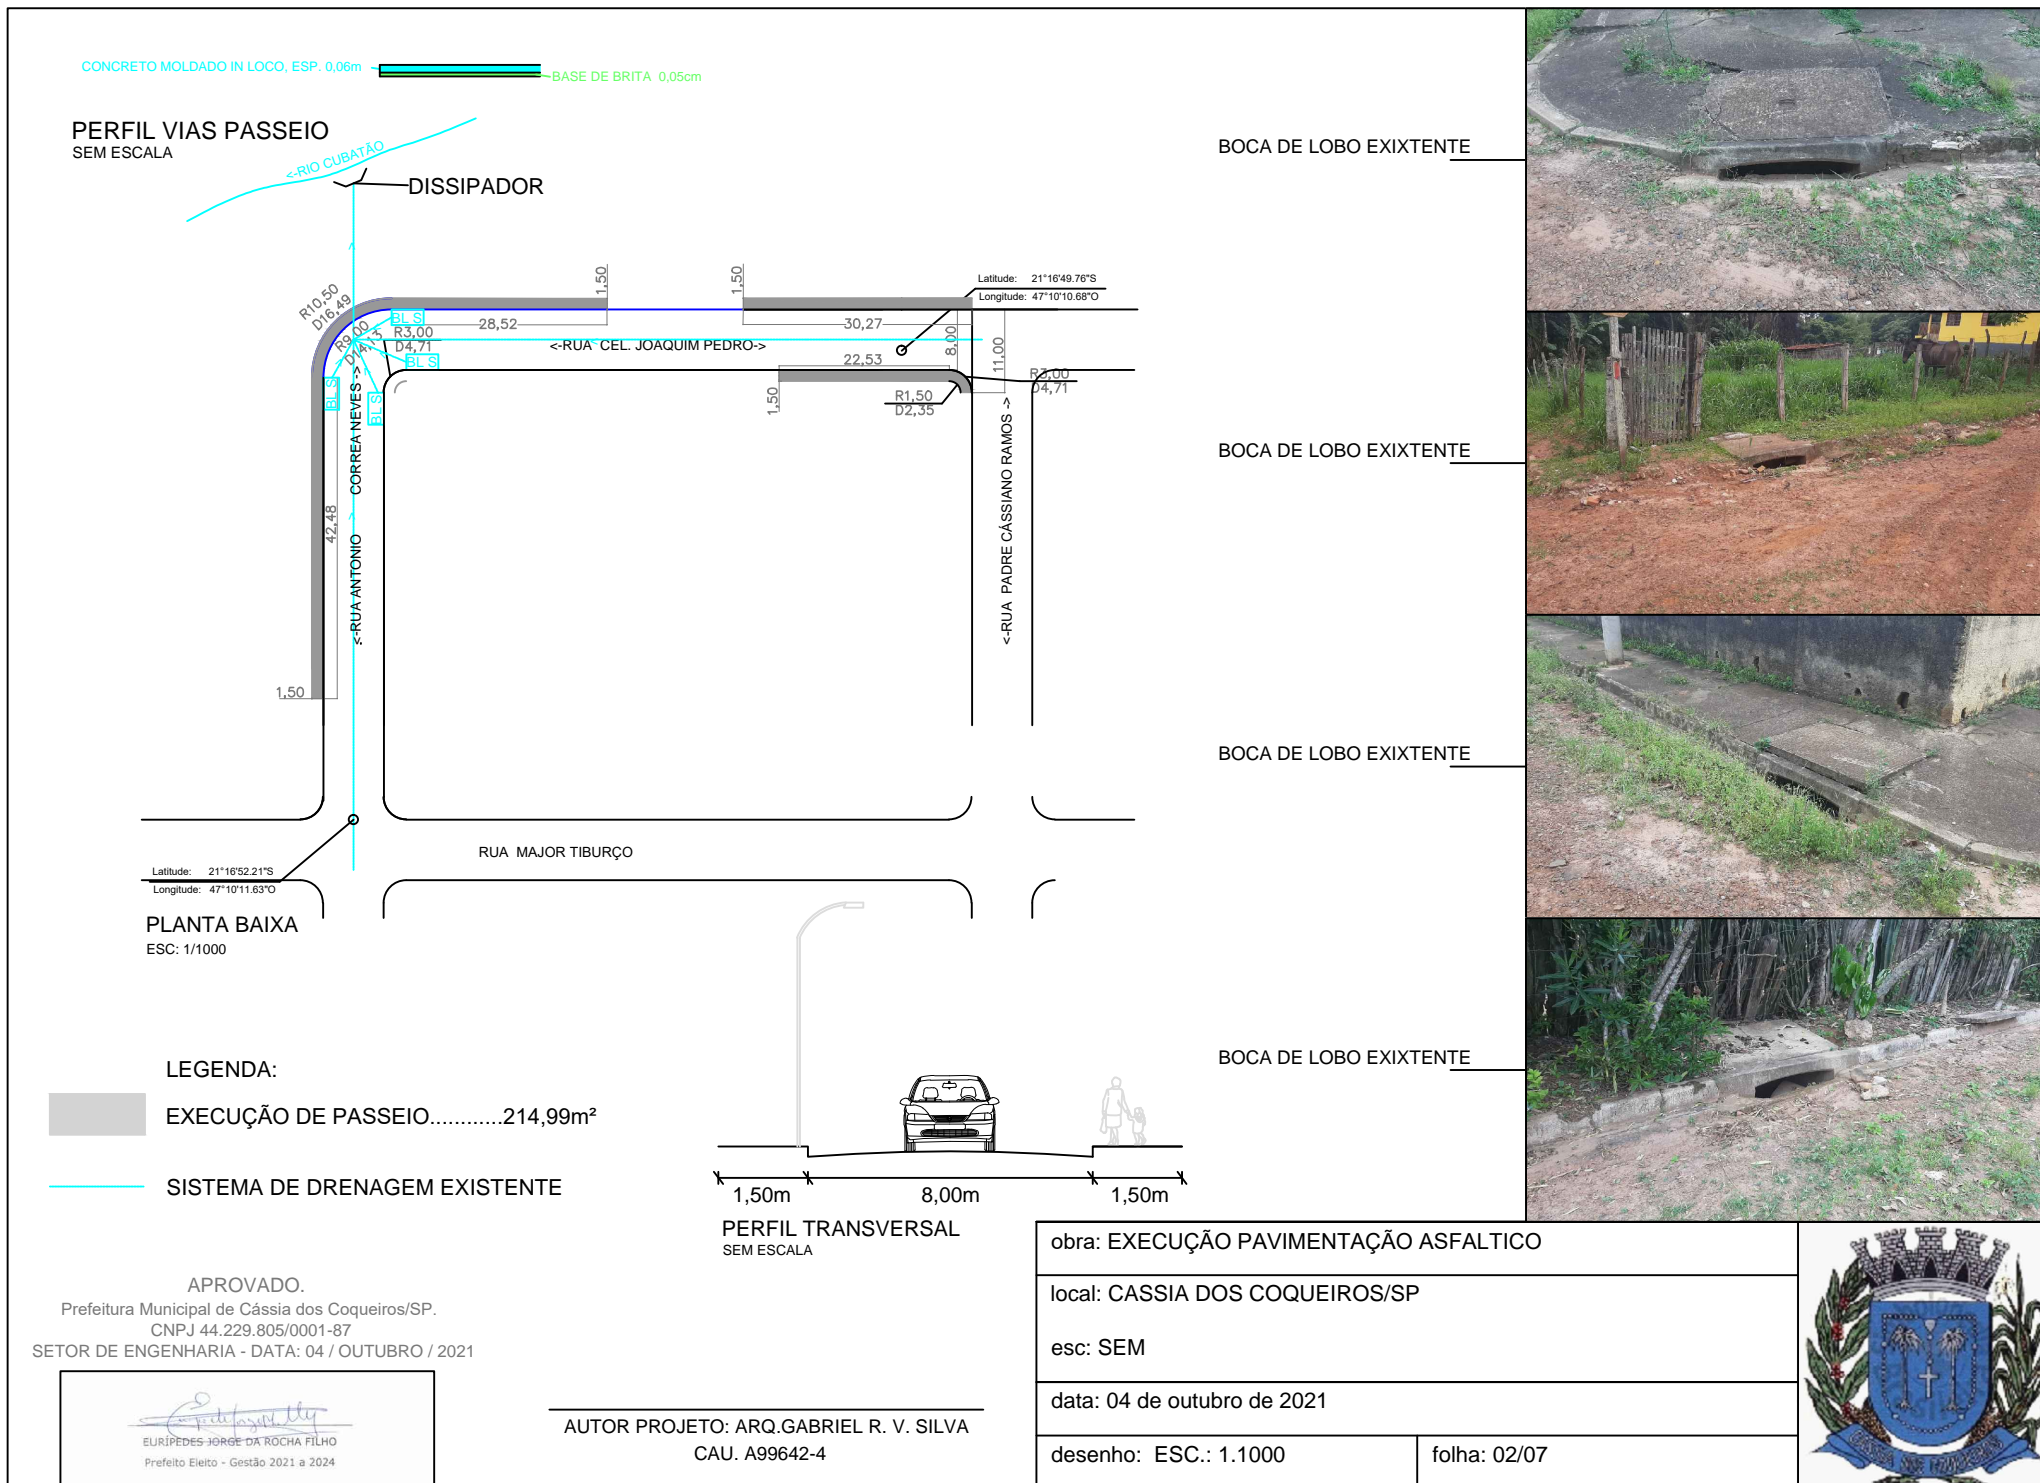 CONCRETO MOLDADO IN LOCO, ESP. 0,06m
BASE DE BRITA 0,05cm
PERFIL VIAS PASSEIO
SEM ESCALA
<-RIO CUBATÃO
DISSIPADOR
R10,50
D16,49
R9,00
D14,13
BL S
BL S
BL S
BL S
R3,00
D4,71
28,52
1,50
1,50
30,27
Latitude: 21°16'49.76"S
Longitude: 47°10'10.68"O
<-RUA CEL. JOAQUIM PEDRO->
8,00
11,00
22,53
1,50
R1,50
D2,35
R3,00
D4,71
42,48
1,50
<-RUA ANTONIO CORREA NEVES ->
<-RUA PADRE CÁSSIANO RAMOS ->
RUA MAJOR TIBURÇO
Latitude: 21°16'52.21"S
Longitude: 47°10'11.63"O
PLANTA BAIXA
ESC: 1/1000
BOCA DE LOBO EXIXTENTE
BOCA DE LOBO EXIXTENTE
BOCA DE LOBO EXIXTENTE
BOCA DE LOBO EXIXTENTE
LEGENDA:
EXECUÇÃO DE PASSEIO............214,99m²
SISTEMA DE DRENAGEM EXISTENTE
1,50m
8,00m
1,50m
PERFIL TRANSVERSAL
SEM ESCALA
APROVADO.
Prefeitura Municipal de Cássia dos Coqueiros/SP.
CNPJ 44.229.805/0001-87
SETOR DE ENGENHARIA - DATA: 04 / OUTUBRO / 2021
EURÍPEDES JORGE DA ROCHA FILHO
Prefeito Eleito - Gestão 2021 a 2024
AUTOR PROJETO: ARQ.GABRIEL R. V. SILVA
CAU. A99642-4
obra: EXECUÇÃO PAVIMENTAÇÃO ASFALTICO
local: CASSIA DOS COQUEIROS/SP
esc: SEM
data: 04 de outubro de 2021
desenho: ESC.: 1.1000
folha: 02/07